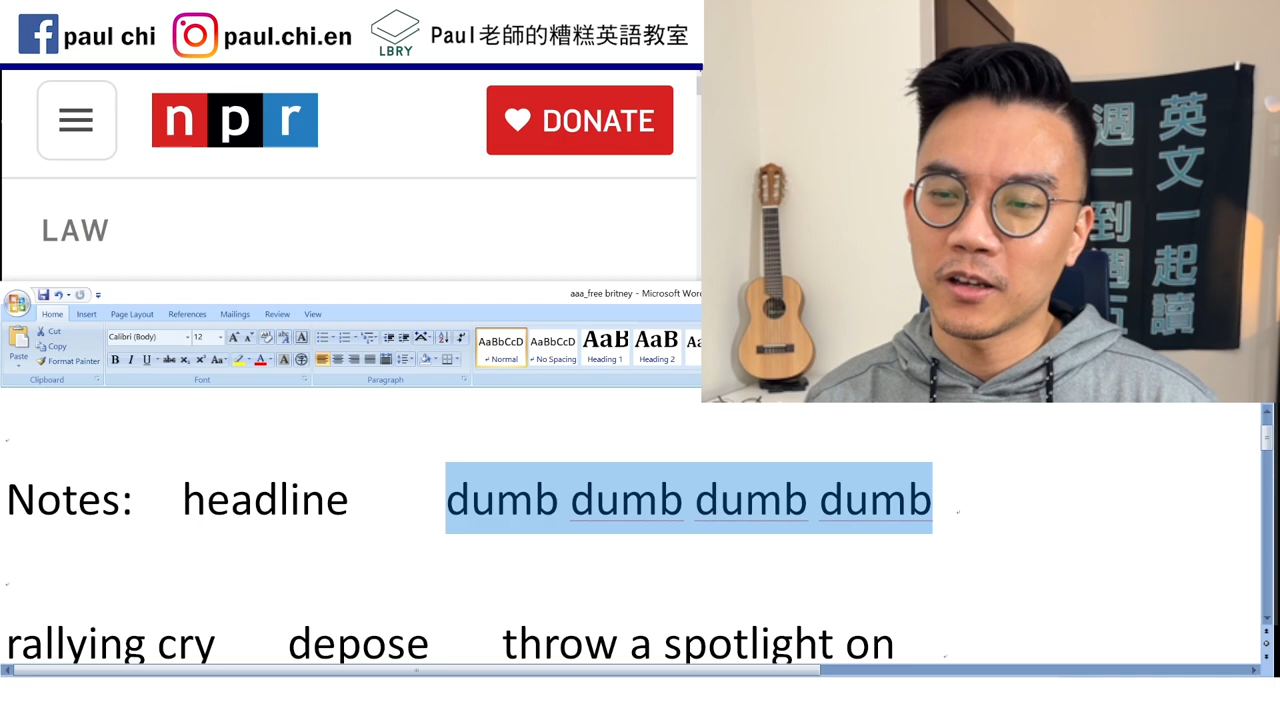 paul chi paul.chi.en LBRY Paul老師的糟糕英語教室
npr DONATE
LAW
英文一起讀
週一到週五
aaa_free britney - Microsoft Word
Home Insert Page Layout References Mailings Review View
Cut
Copy
Format Painter
Paste
Calibri (Body) 12
AaBbCcD AaBbCcD AaB AaB
Normal No Spacing Heading 1 Heading 2
Clipboard Font Paragraph
Notes: headline dumb dumb dumb dumb
rallying cry depose throw a spotlight on